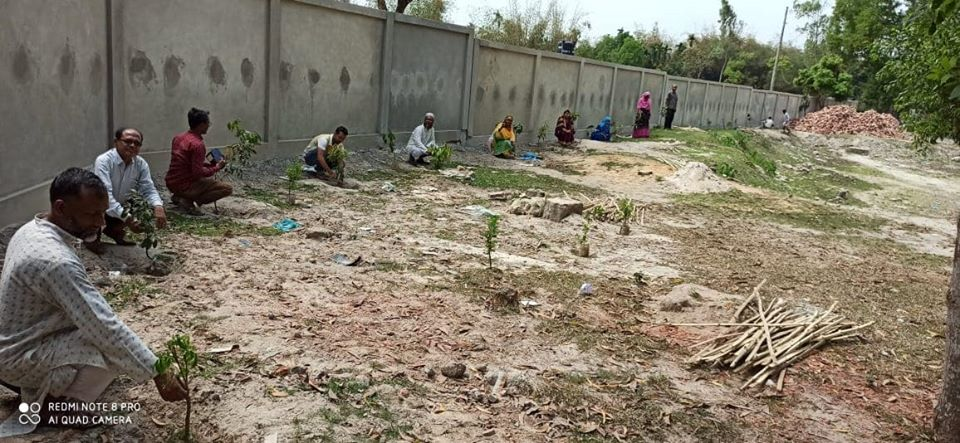 REDMI NOTE 8 PRO
AI QUAD CAMERA